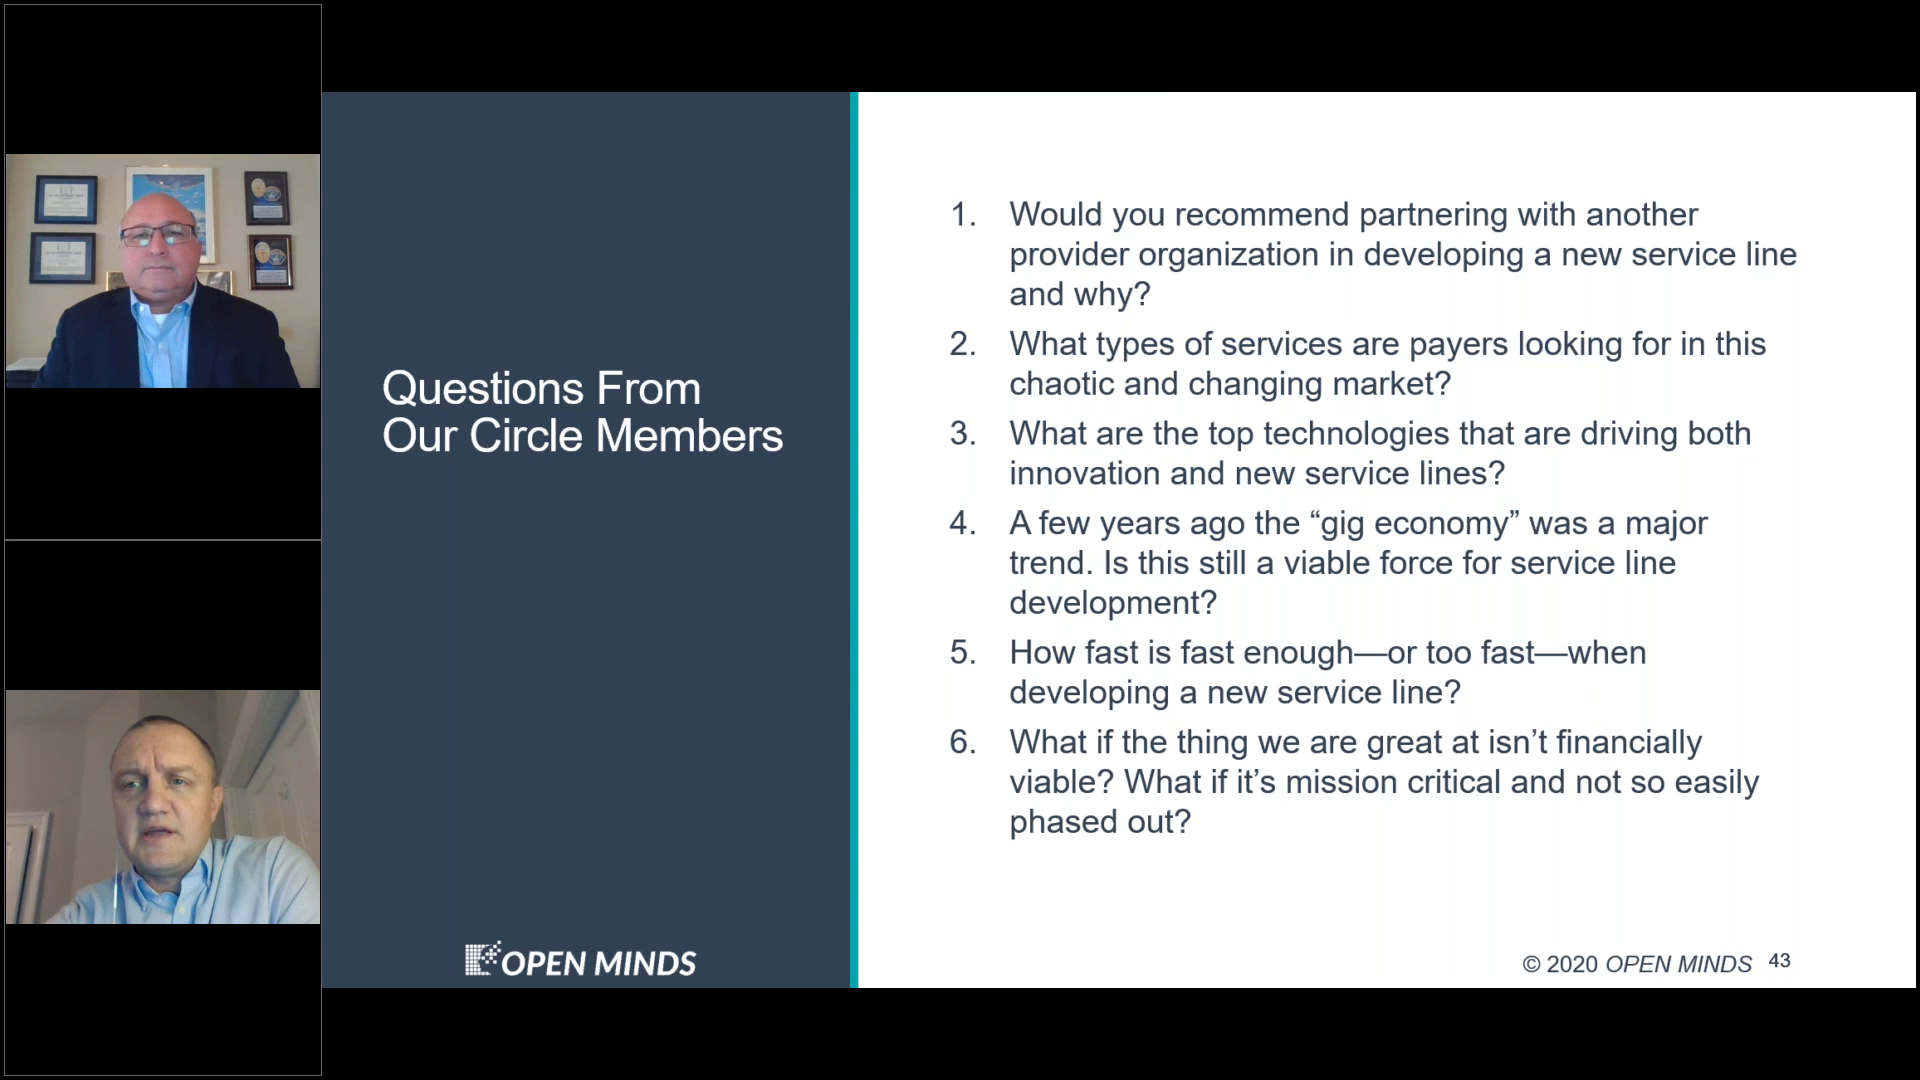 Questions From
Our Circle Members
OPEN MINDS
1. Would you recommend partnering with another
provider organization in developing a new service line
and why?
2. What types of services are payers looking for in this
chaotic and changing market?
3. What are the top technologies that are driving both
innovation and new service lines?
4. A few years ago the “gig economy” was a major
trend. Is this still a viable force for service line
development?
5. How fast is fast enough—or too fast—when
developing a new service line?
6. What if the thing we are great at isn’t financially
viable? What if it’s mission critical and not so easily
phased out?
© 2020 OPEN MINDS 43